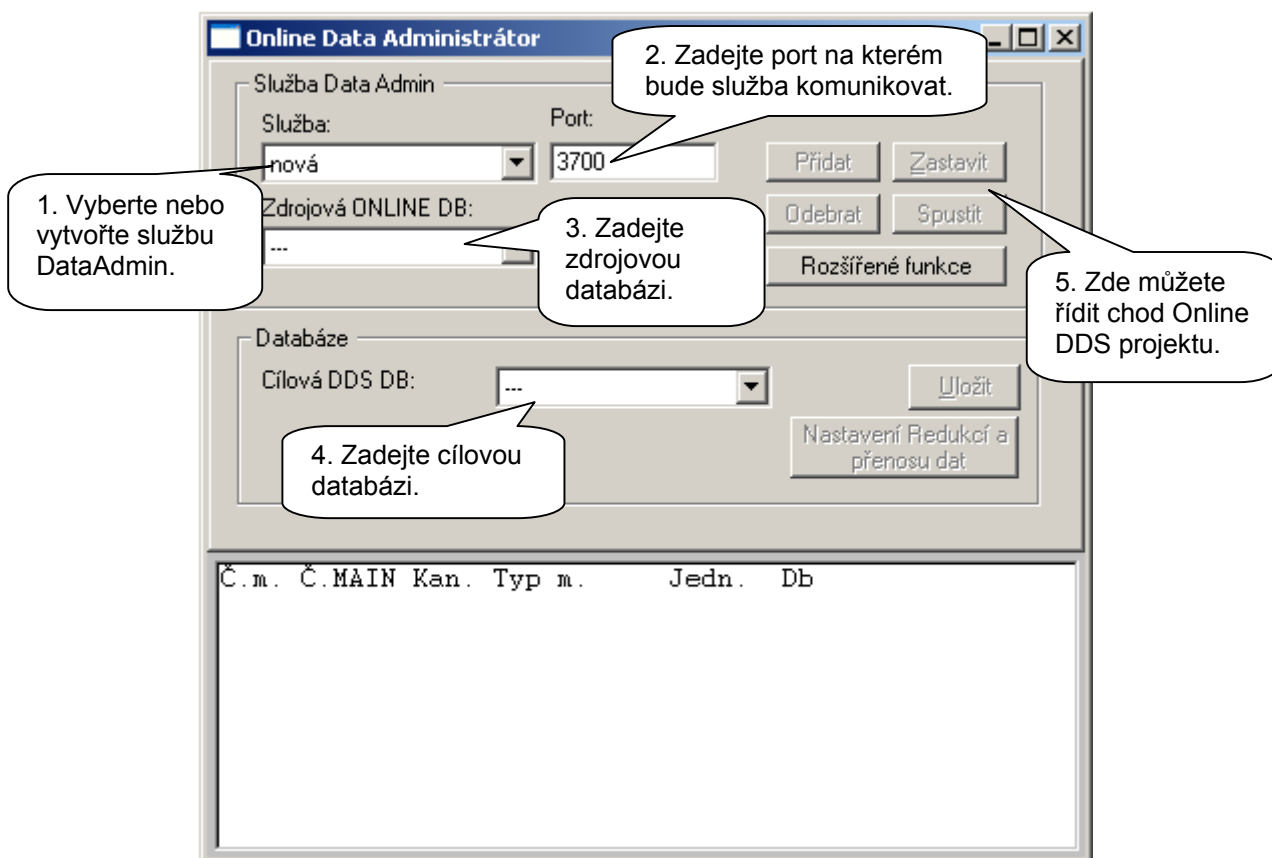 Online Data Administrátor
2. Zadejte port na kterém
bude služba komunikovat.
Služba Data Admin
Služba:
Port:
nová
3700
Přidat
Zastavit
1. Vyberte nebo
vytvořte službu
DataAdmin.
Zdrojová ONLINE DB:
---
3. Zadejte
zdrojovou
databázi.
Odebrat
Spustit
Rozšířené funkce
5. Zde můžete
řídit chod Online
DDS projektu.
Databáze
Cílová DDS DB:
---
Uložit
4. Zadejte cílovou
databázi.
Nastavení Redukcí a
přenosu dat
Č.m. Č.MAIN Kan. Typ m. Jedn. Db